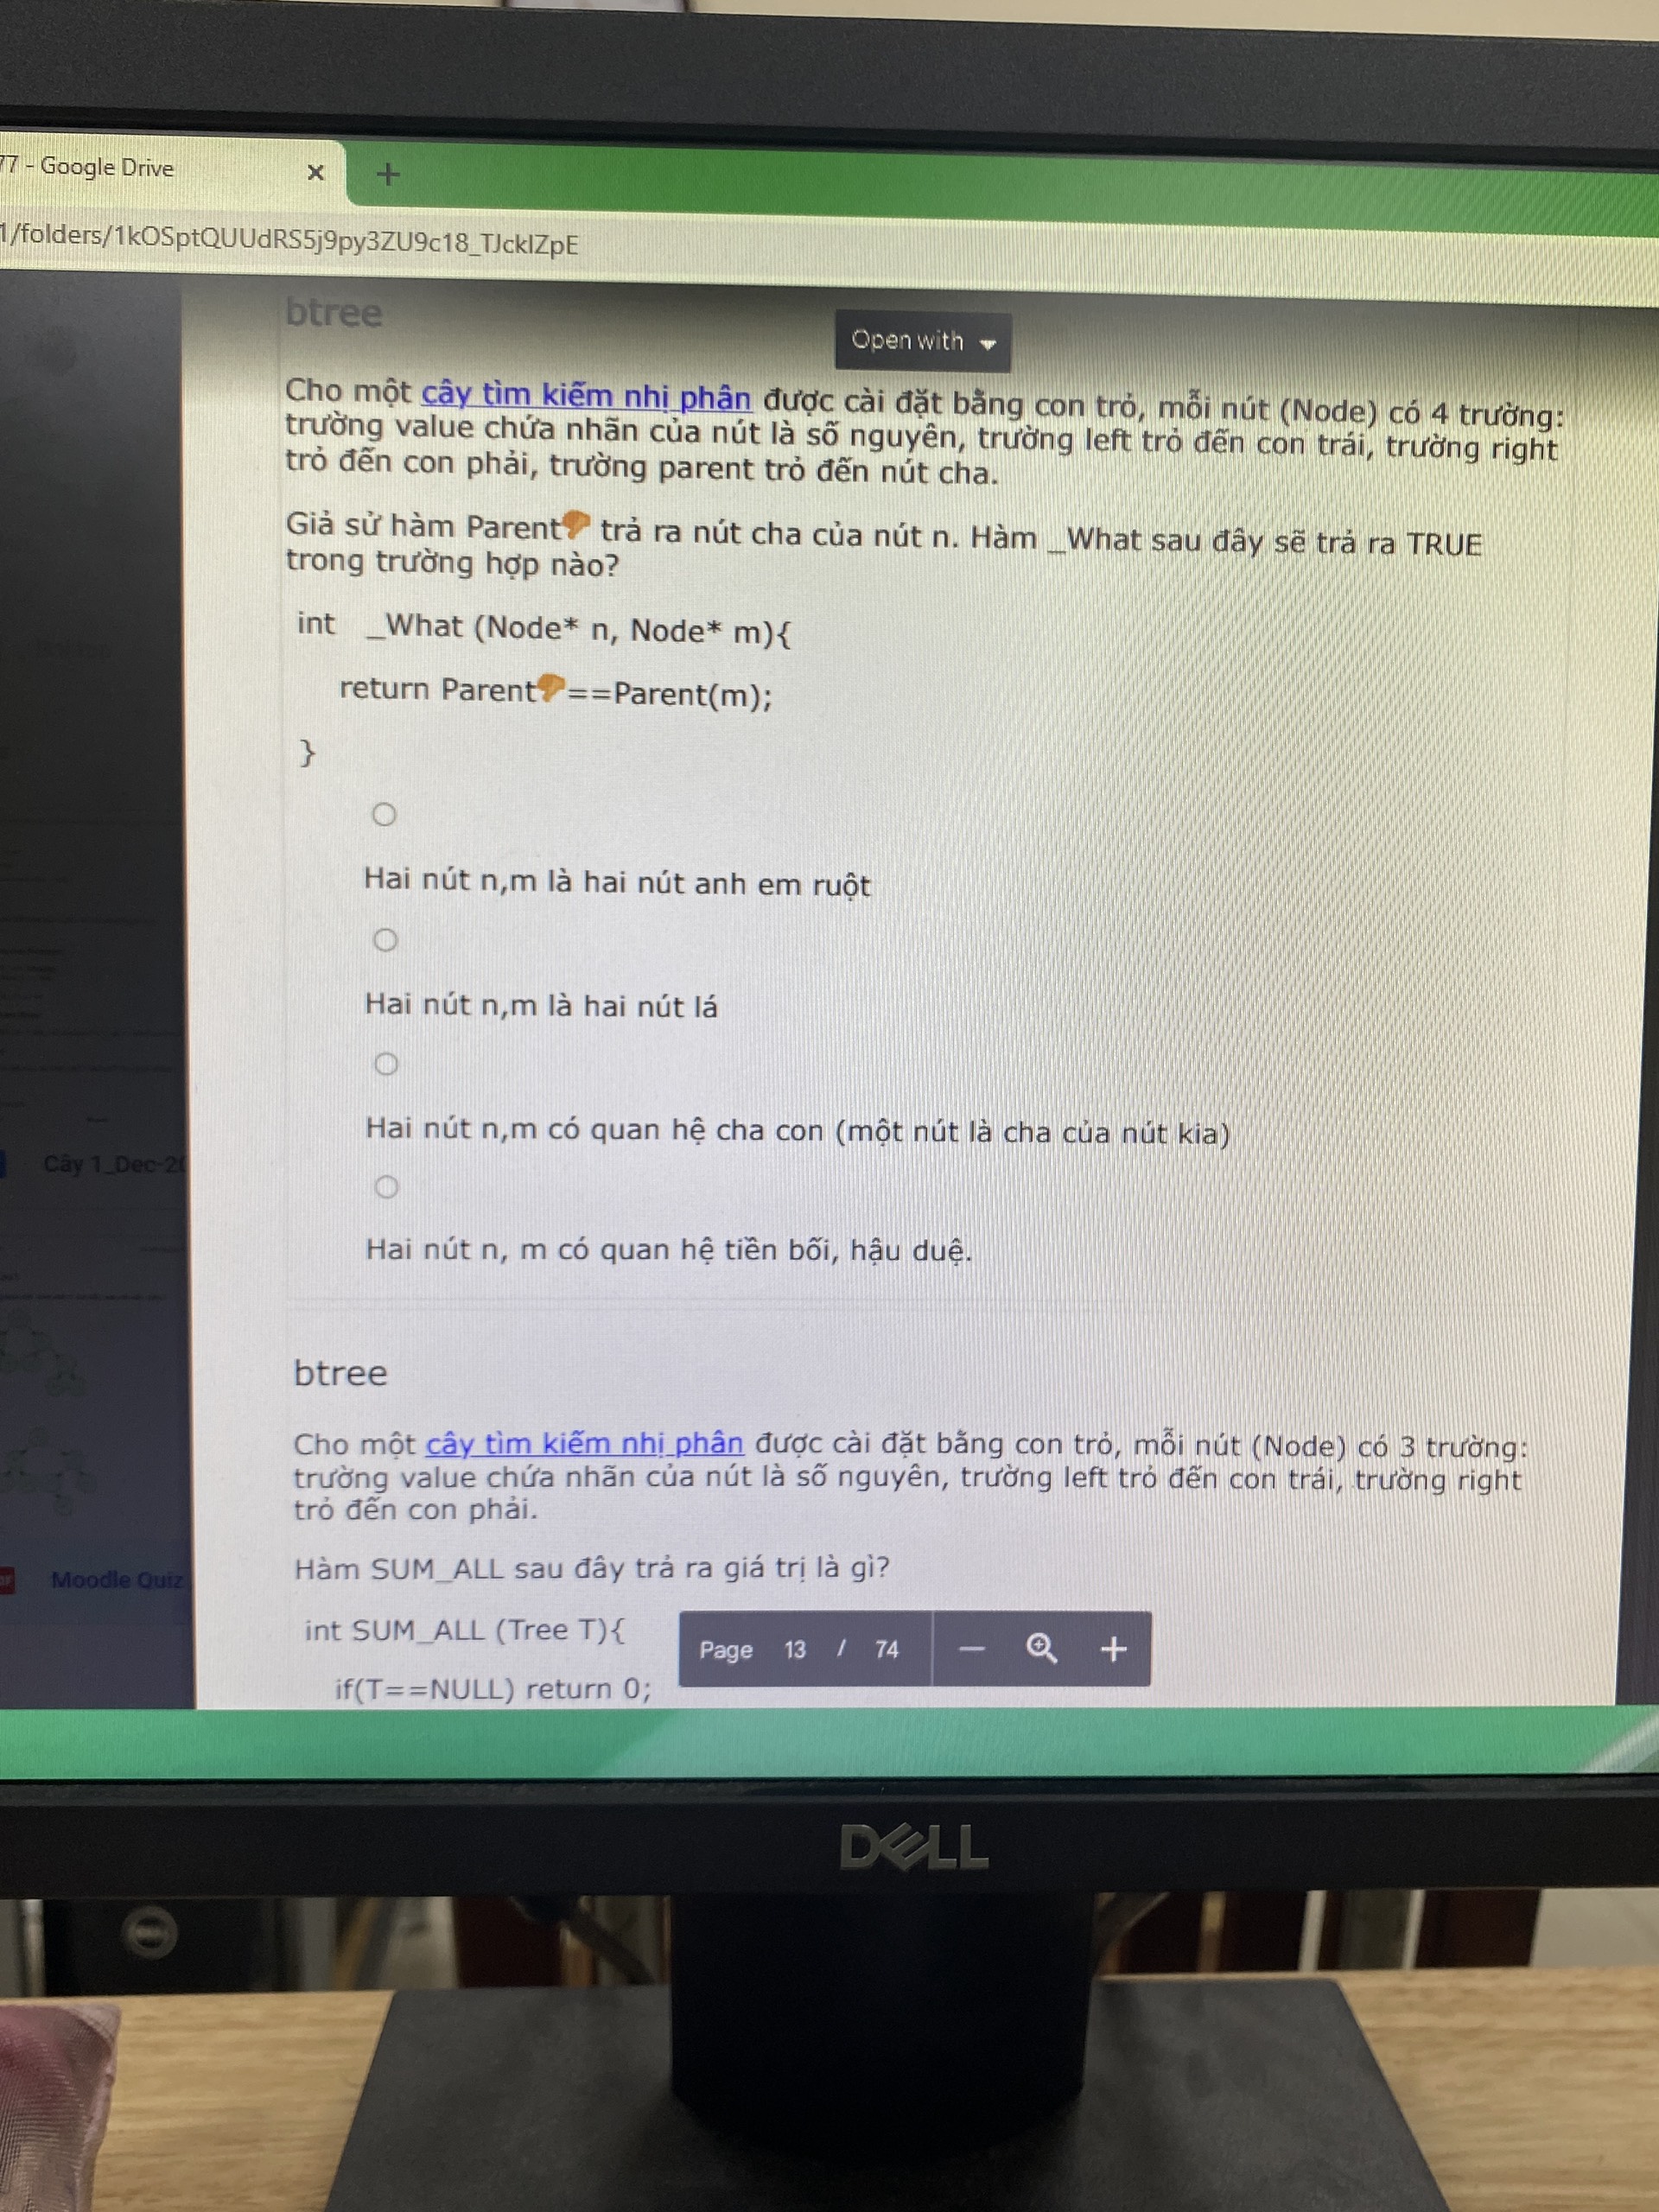 77 - Google Drive
1/folders/1kOSptQUUdRS5j9py3ZU9c18_TJcklZpE
btree
Open with
Cho một cây tìm kiếm nhị phân được cài đặt bằng con trỏ, mỗi nút (Node) có 4 trường:
trường value chứa nhãn của nút là số nguyên, trường left trỏ đến con trái, trường right
trỏ đến con phải, trường parent trỏ đến nút cha.
Giả sử hàm Parent👎 trả ra nút cha của nút n. Hàm _What sau đây sẽ trả ra TRUE
trong trường hợp nào?
int _What (Node* n, Node* m){
return Parent👎==Parent(m);
}
Hai nút n,m là hai nút anh em ruột
Hai nút n,m là hai nút lá
Hai nút n,m có quan hệ cha con (một nút là cha của nút kia)
Cây 1_Dec-20
Hai nút n, m có quan hệ tiền bối, hậu duệ.
btree
Cho một cây tìm kiếm nhị phân được cài đặt bằng con trỏ, mỗi nút (Node) có 3 trường:
trường value chứa nhãn của nút là số nguyên, trường left trỏ đến con trái, trường right
trỏ đến con phải.
Hàm SUM_ALL sau đây trả ra giá trị là gì?
Moodle Quiz
int SUM_ALL (Tree T){
Page 13 / 74
if(T==NULL) return 0;
DELL